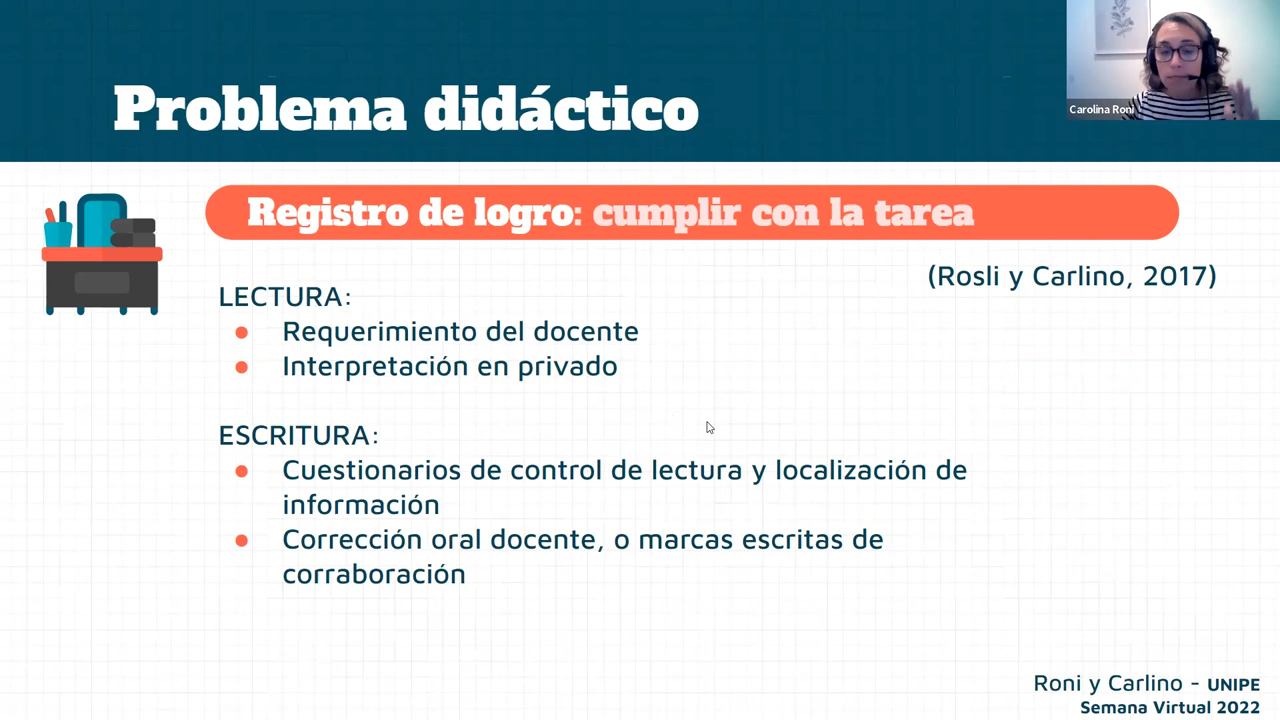 Problema didáctico
Carolina Roni
Registro de logro: cumplir con la tarea
(Rosli y Carlino, 2017)
LECTURA:
● Requerimiento del docente
● Interpretación en privado
ESCRITURA:
● Cuestionarios de control de lectura y localización de
información
● Corrección oral docente, o marcas escritas de
corraboración
Roni y Carlino - UNIPE
Semana Virtual 2022